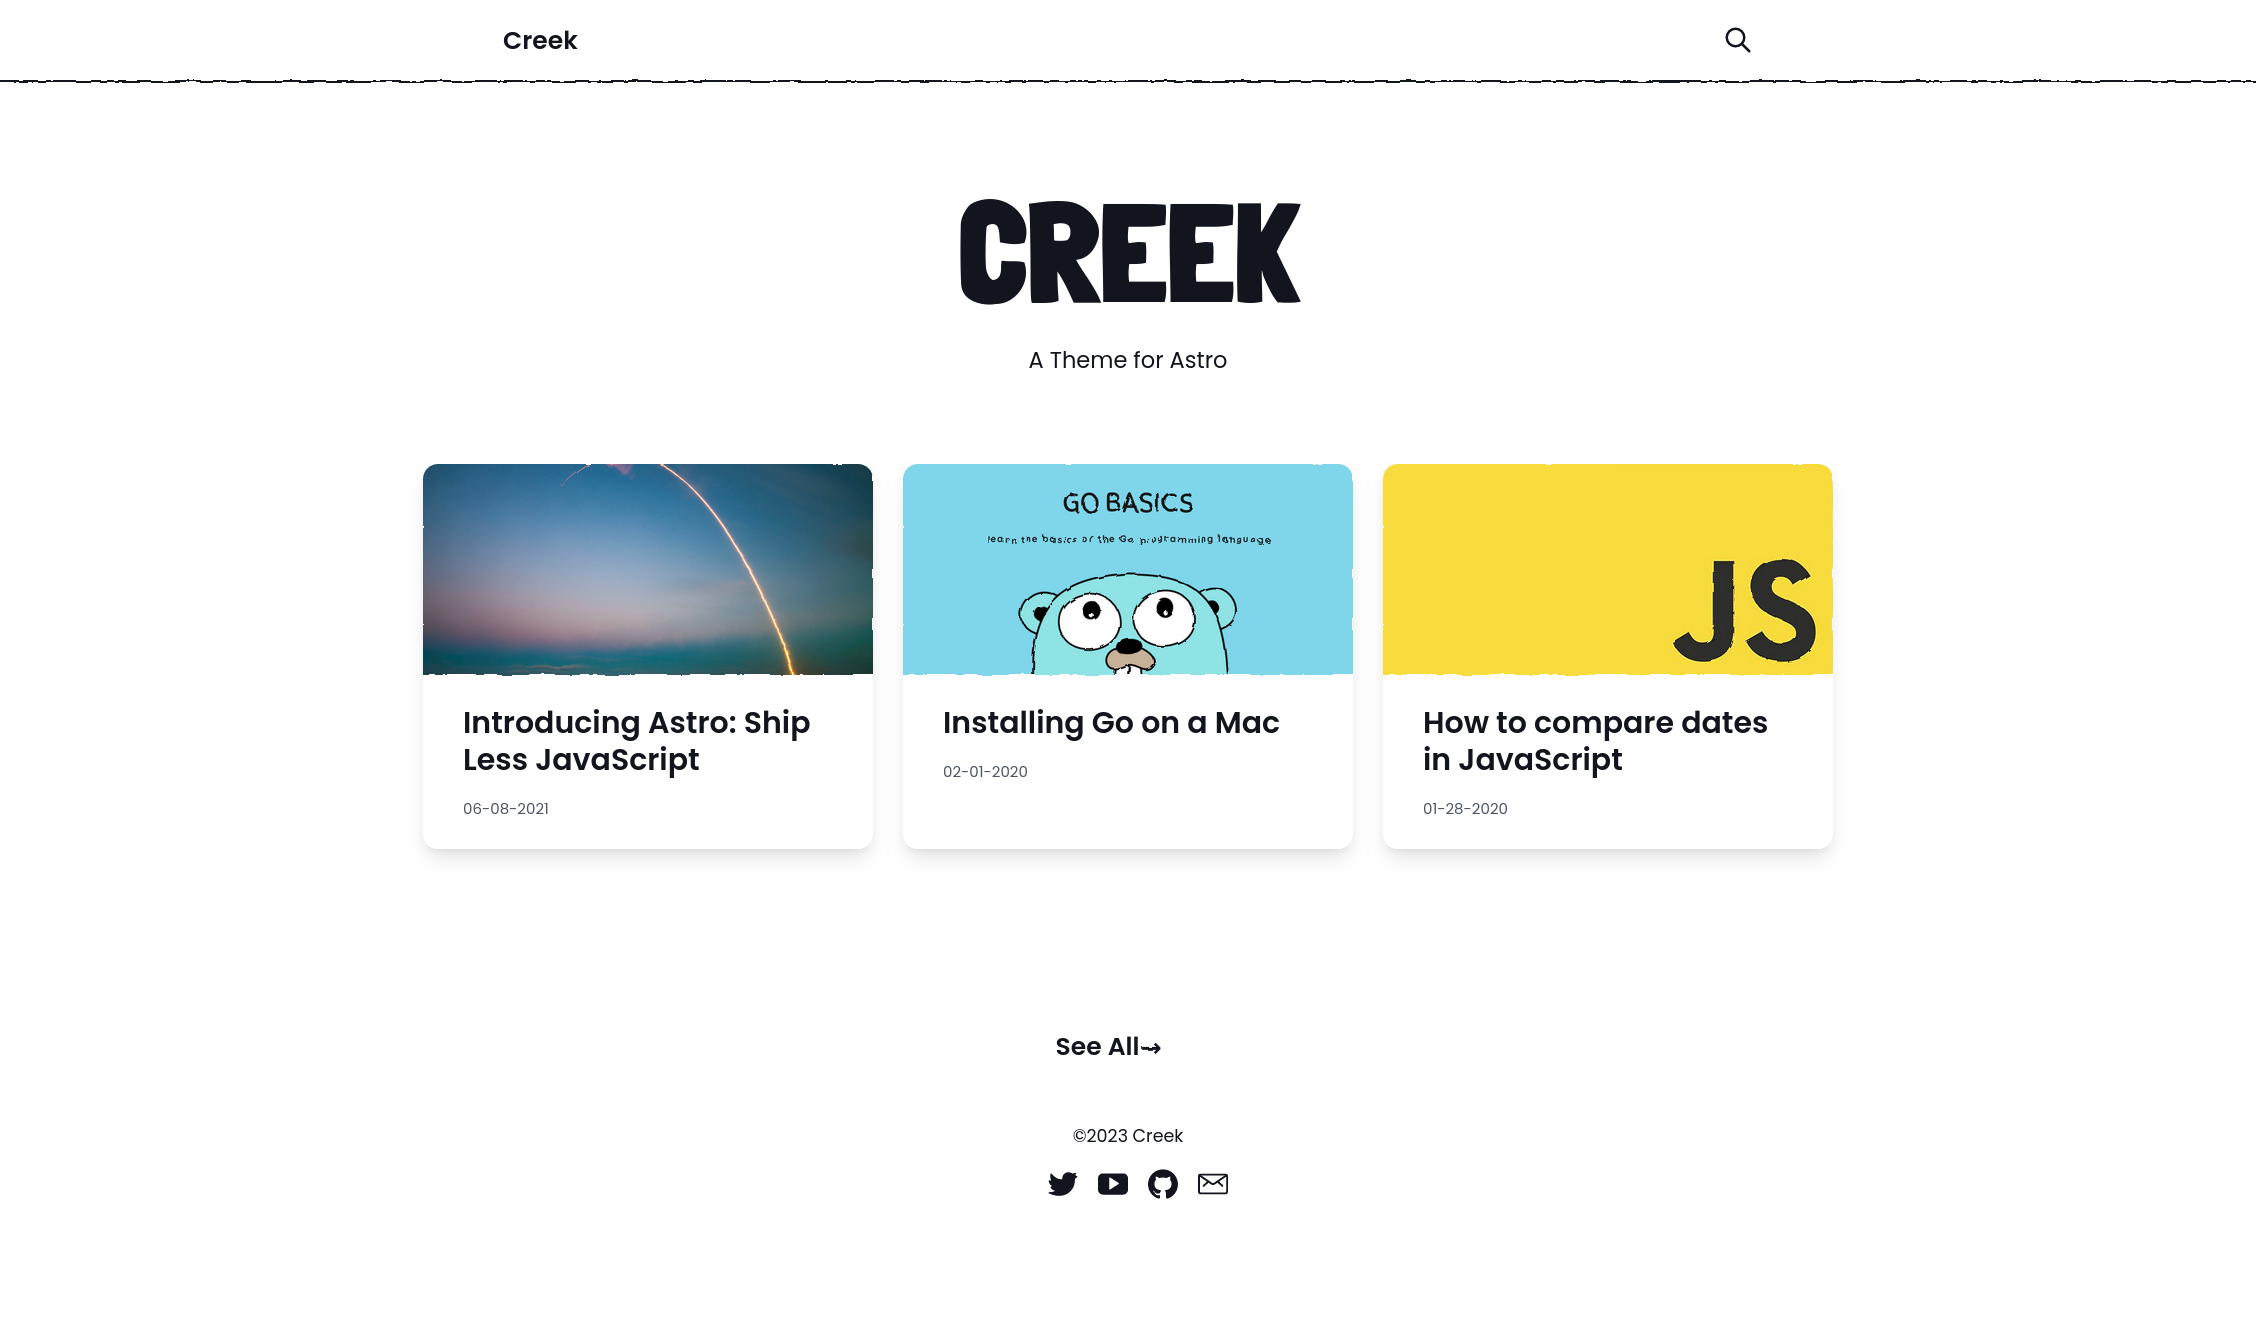 Creek
CREEK
A Theme for Astro
GO BASICS
learn the basics of the Go programming language
JS
Introducing Astro: Ship
Less JavaScript
06-08-2021
Installing Go on a Mac
02-01-2020
How to compare dates
in JavaScript
01-28-2020
See All→
©2023 Creek